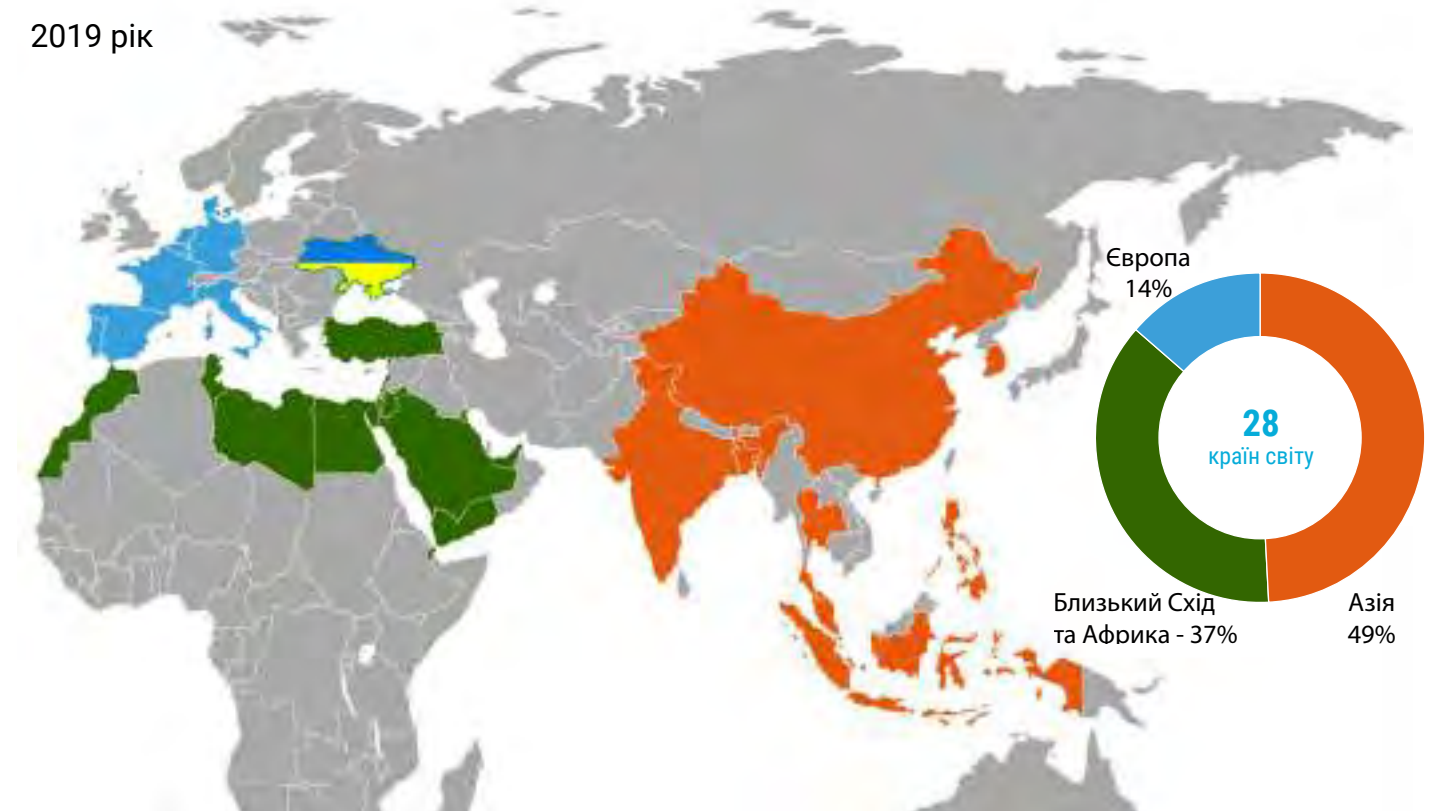 2019 рік
Європа
14%
28
країн світу
Близький Схід
та Африка - 37%
Азія
49%